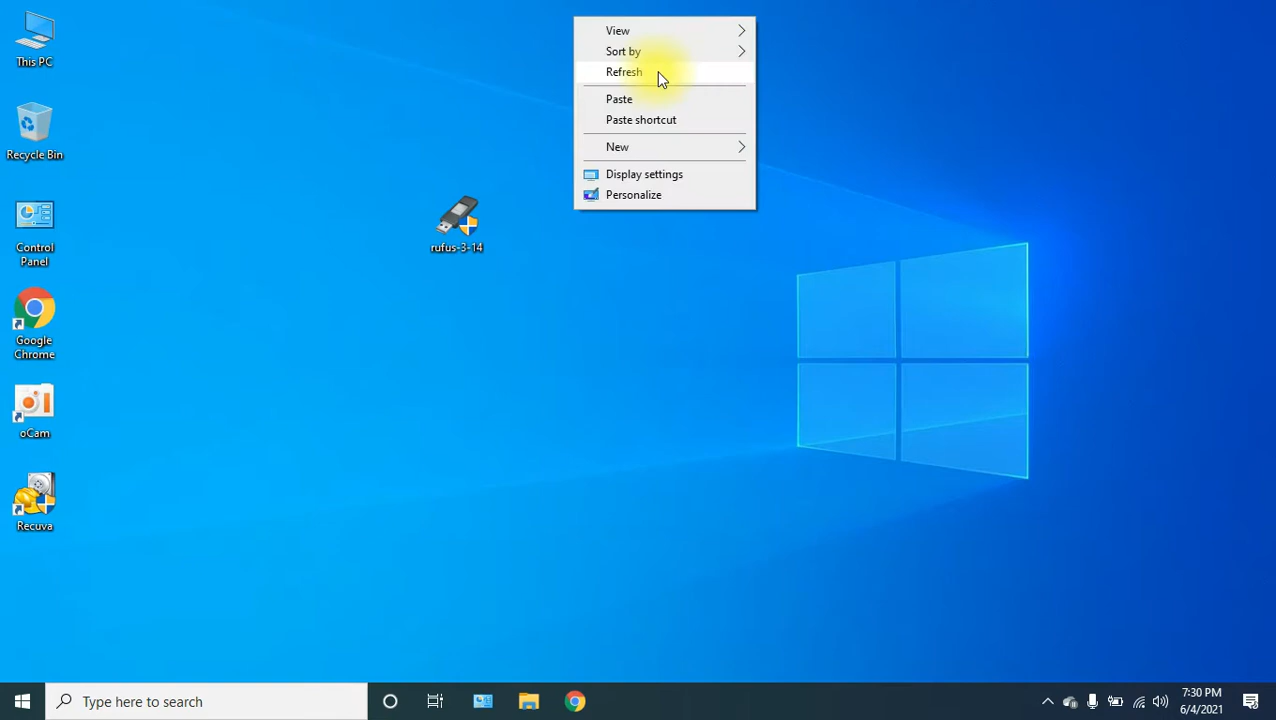 This PC
Recycle Bin
Control
Panel
Google
Chrome
oCam
Recuva
rufus-3-14
View
Sort by
Refresh
Paste
Paste shortcut
New
Display settings
Personalize
Type here to search
7:30 PM
6/4/2021